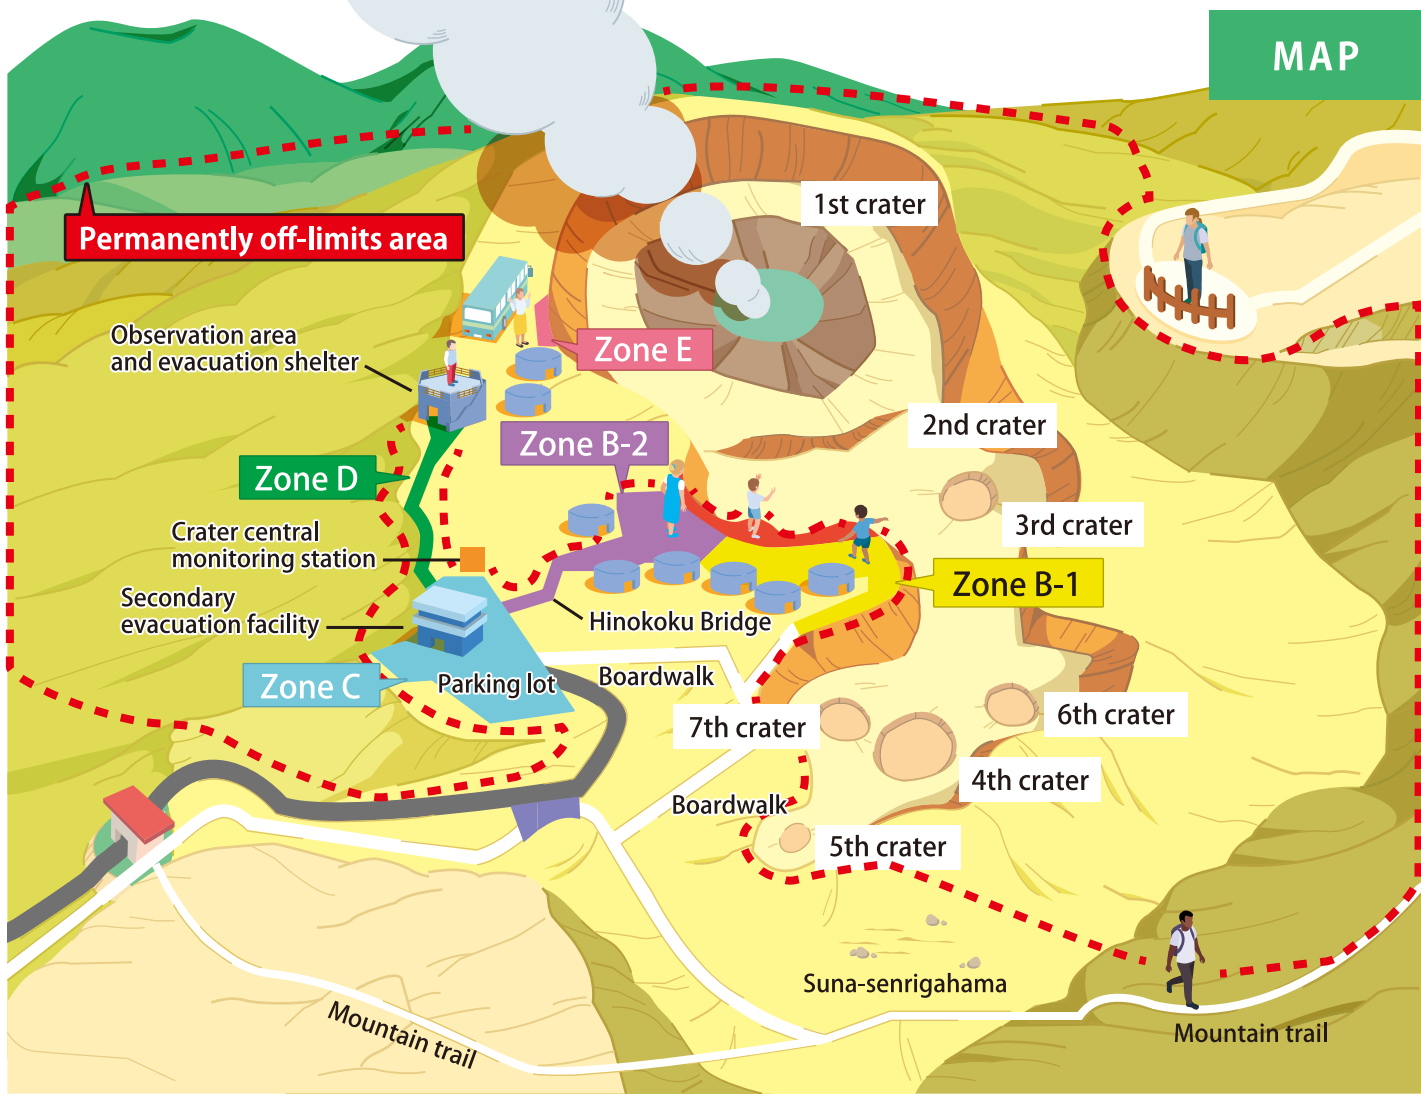 MAP
1st crater
Permanently off-limits area
Observation area
and evacuation shelter
Zone E
2nd crater
Zone B-2
Zone D
3rd crater
Crater central
monitoring station
Zone B-1
Secondary
evacuation facility
Hinokoku Bridge
Zone C
Parking lot
Boardwalk
7th crater
6th crater
4th crater
Boardwalk
5th crater
Suna-senrigahama
Mountain trail
Mountain trail